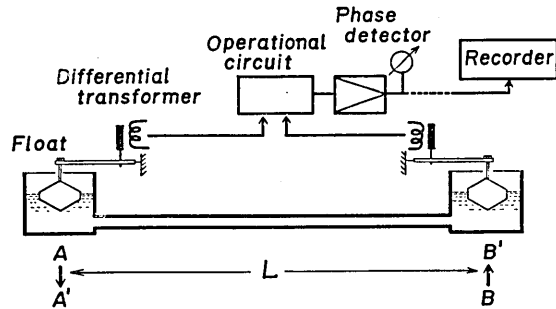 Phase
detector
Operational
circuit
Recorder
Differential
transformer
Float
A
A'
L
B'
B